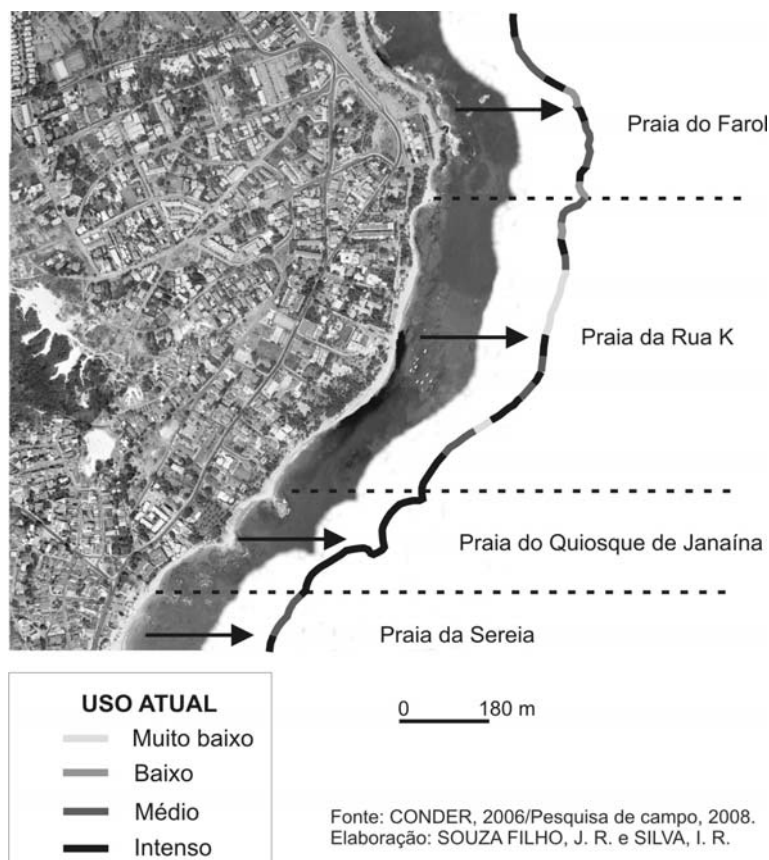 Praia do Farol
Praia da Rua K
Praia do Quiosque de Janaína
Praia da Sereia
USO ATUAL
Muito baixo
Baixo
Médio
Intenso
0 180 m
Fonte: CONDER, 2006/Pesquisa de campo, 2008.
Elaboração: SOUZA FILHO, J. R. e SILVA, I. R.